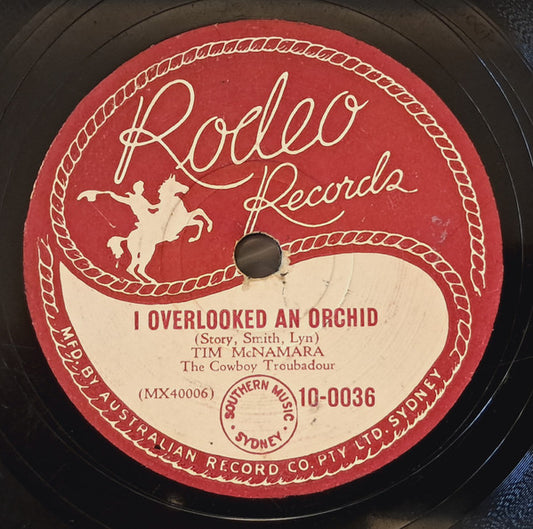 Rodeo
Records
I OVERLOOKED AN ORCHID
(Story, Smith, Lyn)
TIM McNAMARA
The Cowboy Troubadour
(MX40006)
SOUTHERN MUSIC
· SYDNEY ·
10-0036
MFD. BY AUSTRALIAN RECORD CO. PTY LTD. SYDNEY